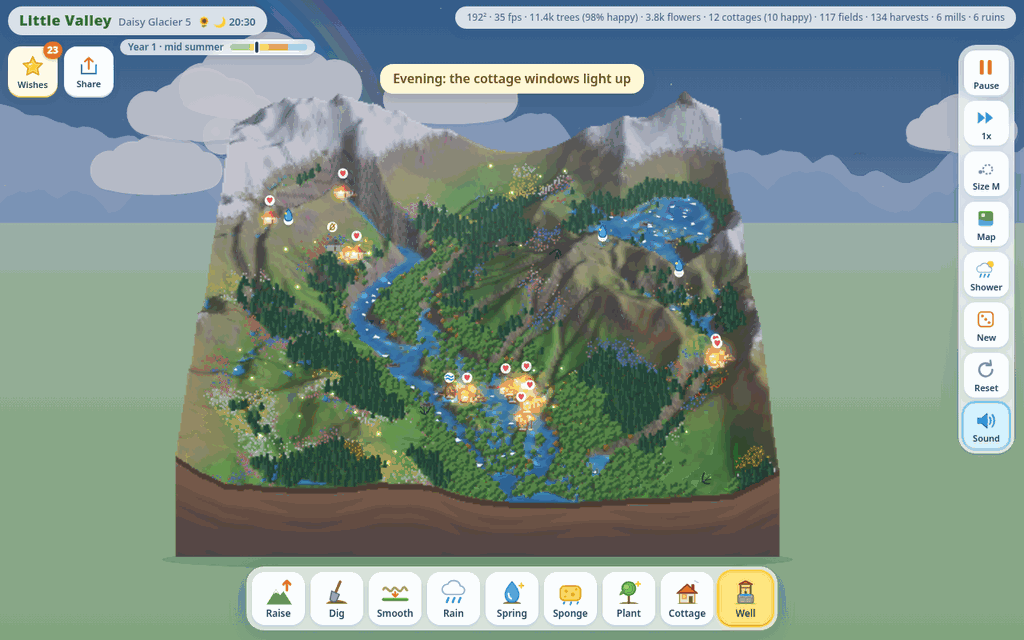 Little Valley Daisy Glacier 5 20:30
192² · 35 fps · 11.4k trees (98% happy) · 3.8k flowers · 12 cottages (10 happy) · 117 fields · 134 harvests · 6 mills · 6 ruins
Year 1 · mid summer
23
Wishes
Share
Evening: the cottage windows light up
Pause
1x
Size M
Map
Shower
New
Reset
Sound
Raise
Dig
Smooth
Rain
Spring
Sponge
Plant
Cottage
Well